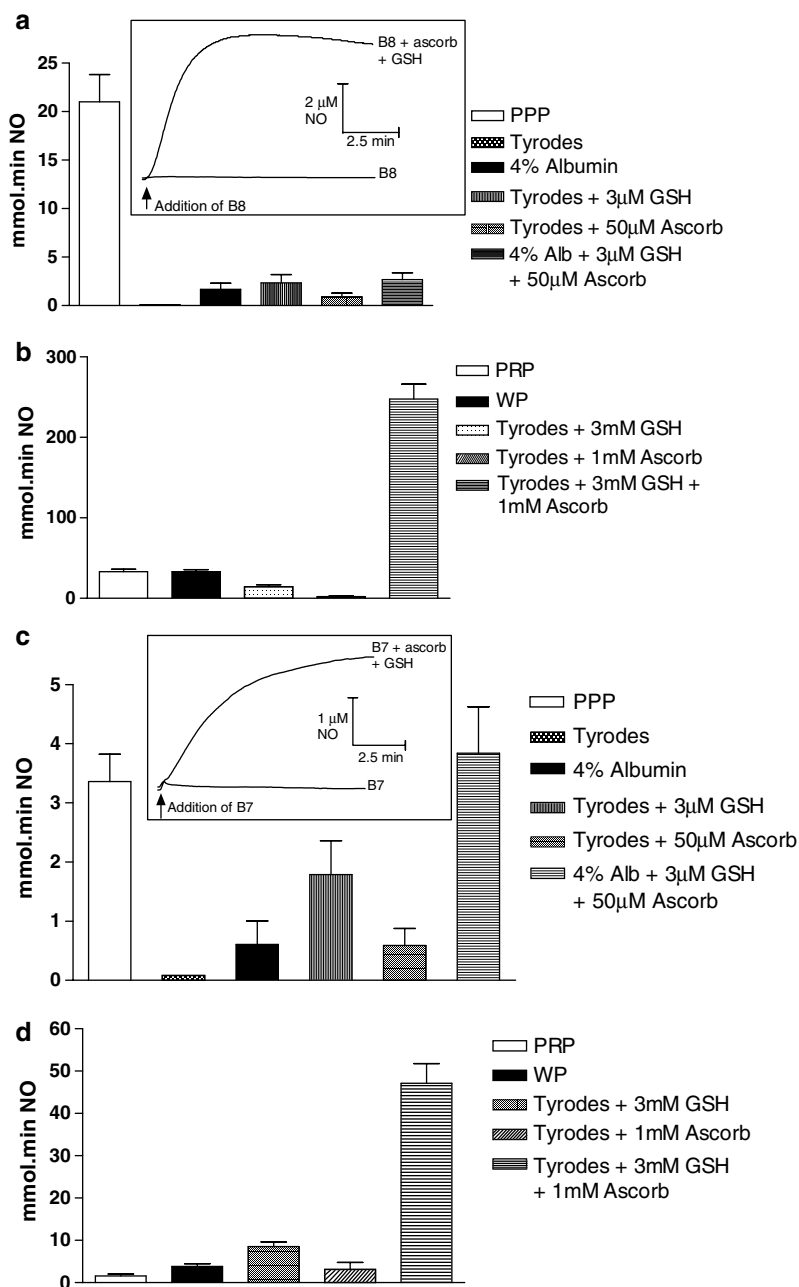 a
mmol.min NO
25
20
15
10
5
0
B8 + ascorb
+ GSH
2 μM
NO
2.5 min
B8
Addition of B8
PPP
Tyrodes
4% Albumin
Tyrodes + 3μM GSH
Tyrodes + 50μM Ascorb
4% Alb + 3μM GSH
+ 50μM Ascorb
b
mmol.min NO
300
200
100
0
PRP
WP
Tyrodes + 3mM GSH
Tyrodes + 1mM Ascorb
Tyrodes + 3mM GSH +
1mM Ascorb
c
mmol.min NO
5
4
3
2
1
0
B7 + ascorb
+ GSH
1 μM
NO
2.5 min
B7
Addition of B7
PPP
Tyrodes
4% Albumin
Tyrodes + 3μM GSH
Tyrodes + 50μM Ascorb
4% Alb + 3μM GSH
+ 50μM Ascorb
d
mmol.min NO
60
50
40
30
20
10
0
PRP
WP
Tyrodes + 3mM GSH
Tyrodes + 1mM Ascorb
Tyrodes + 3mM GSH
+ 1mM Ascorb